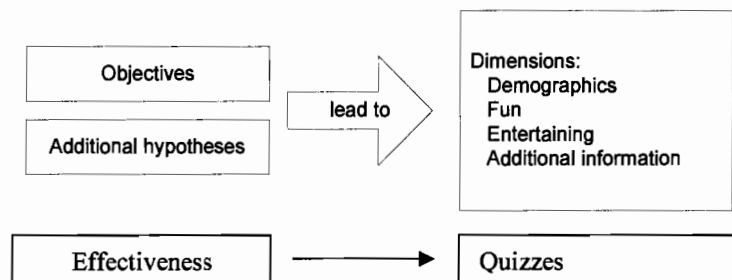 Objectives
Additional hypotheses
lead to
Dimensions:
Demographics
Fun
Entertaining
Additional information
Effectiveness
Quizzes